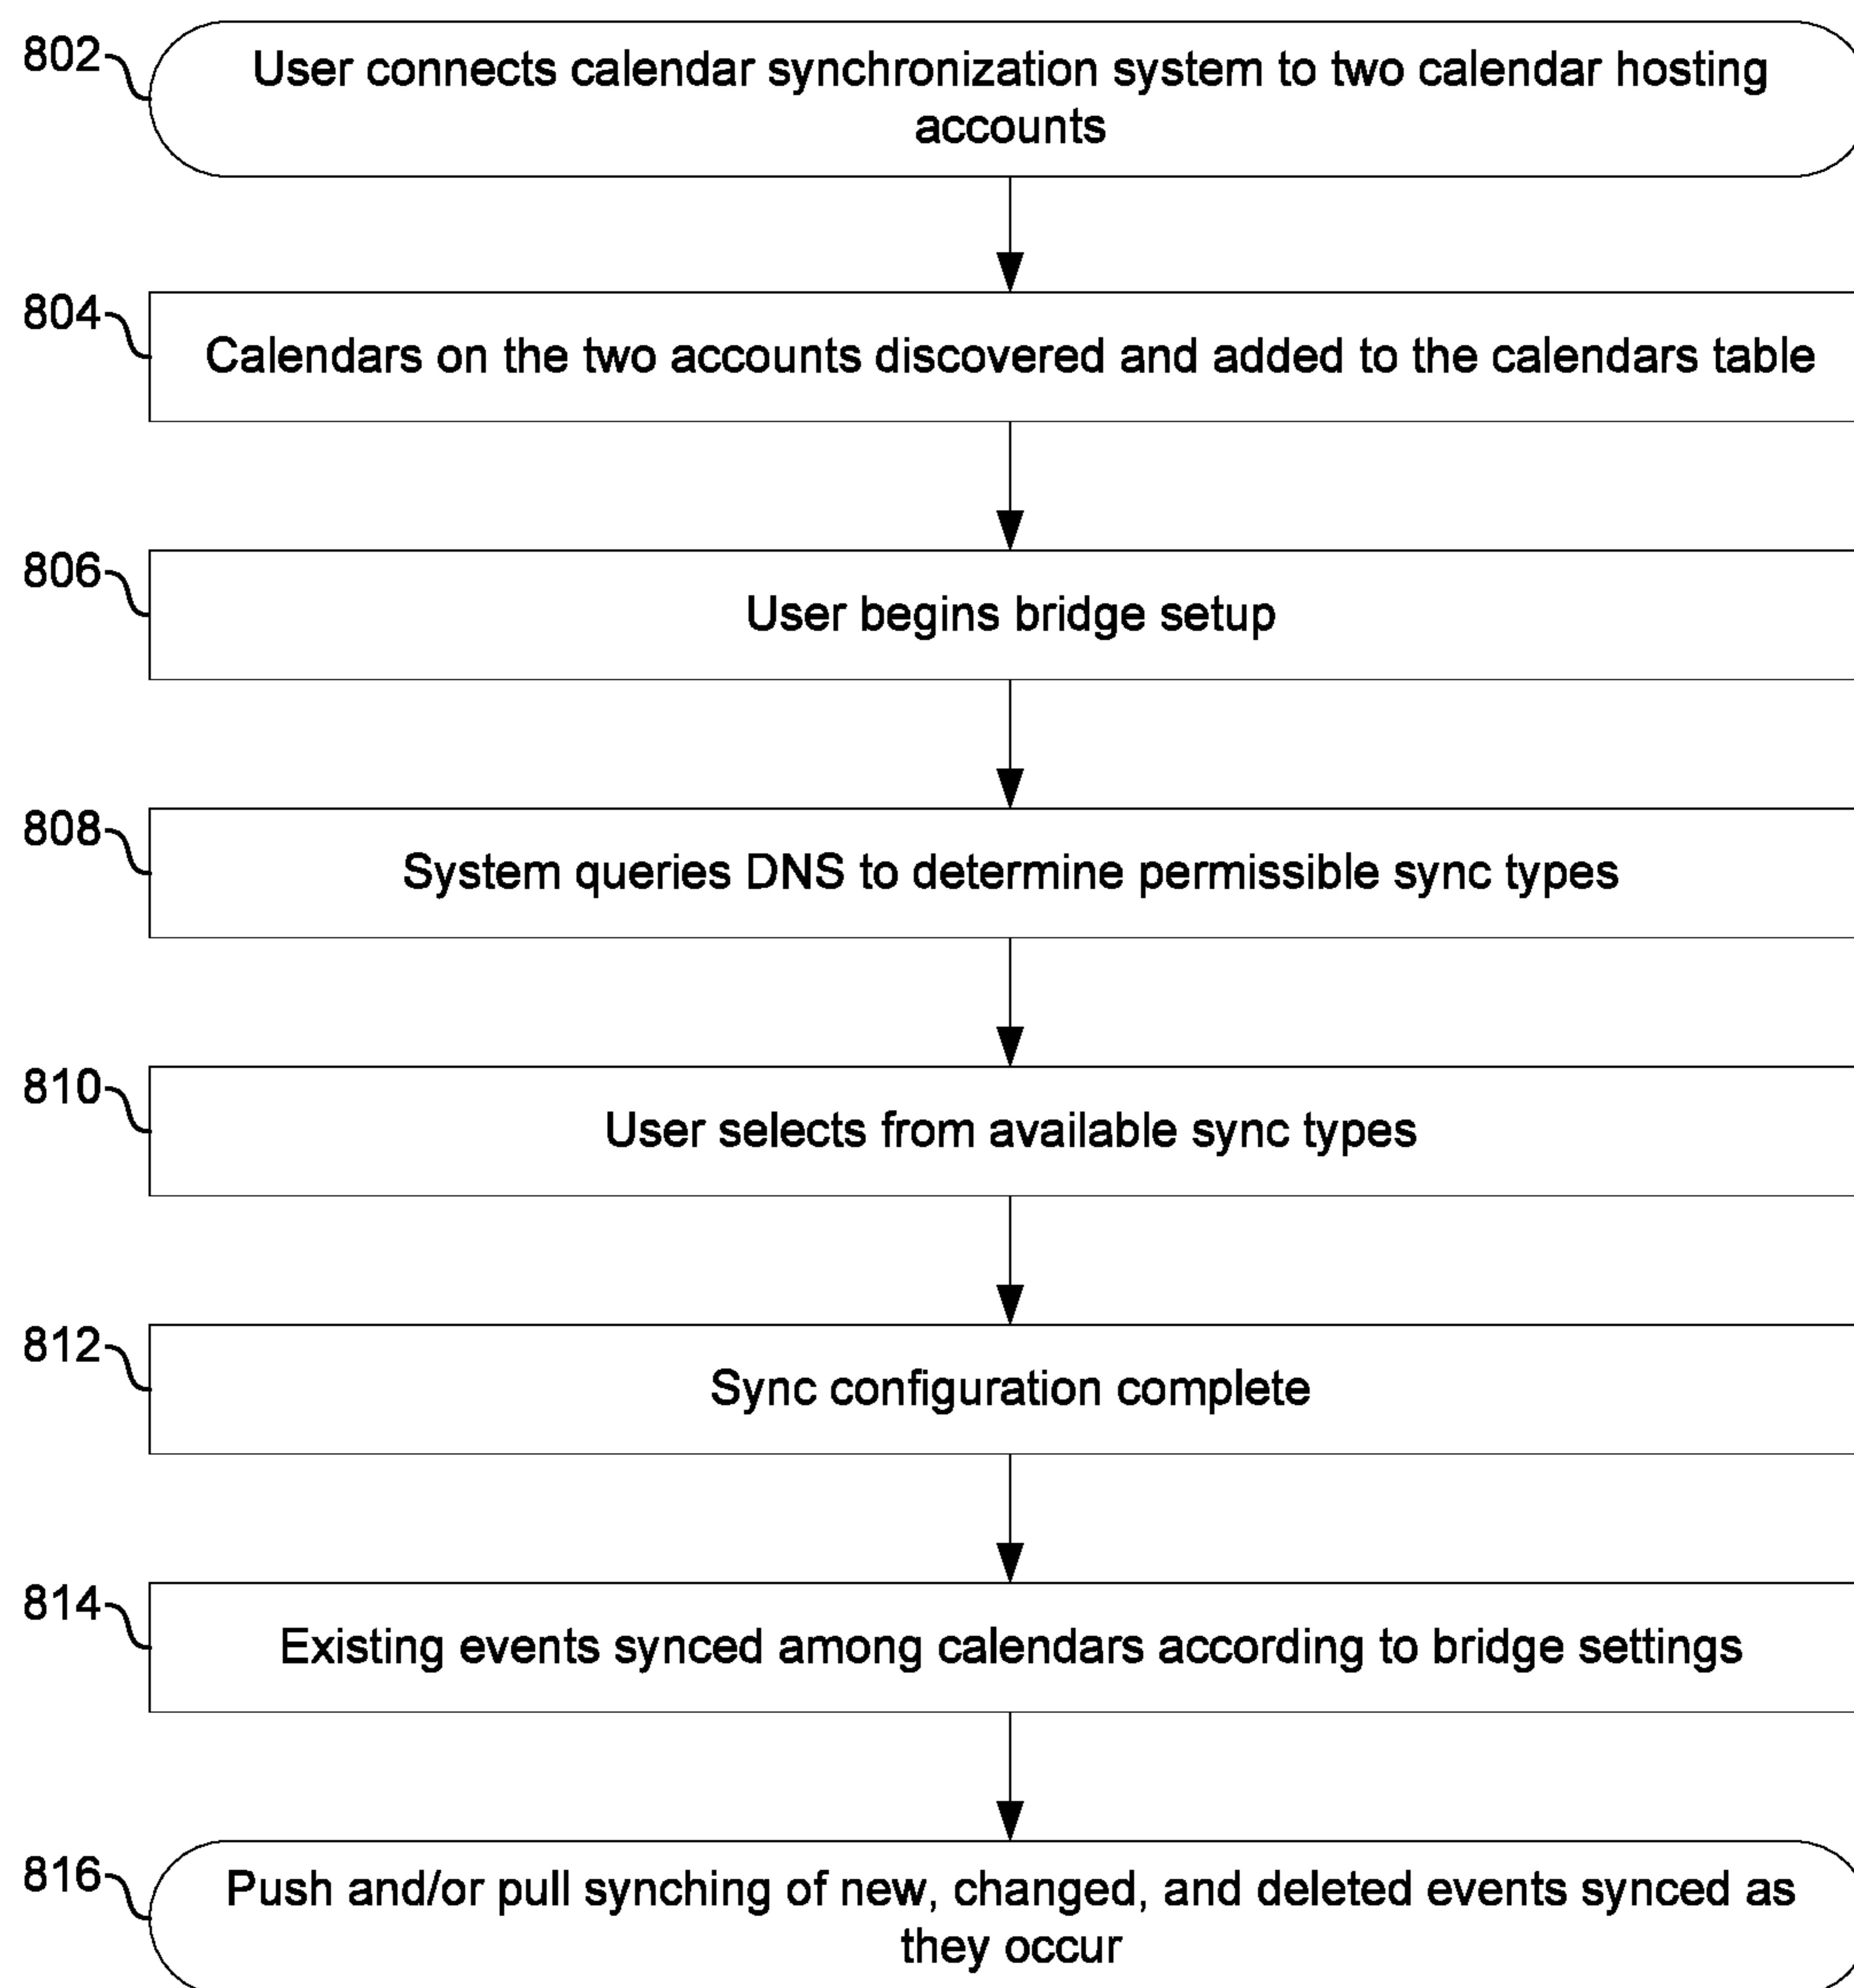 802
User connects calendar synchronization system to two calendar hosting
accounts
804
Calendars on the two accounts discovered and added to the calendars table
806
User begins bridge setup
808
System queries DNS to determine permissible sync types
810
User selects from available sync types
812
Sync configuration complete
814
Existing events synced among calendars according to bridge settings
816
Push and/or pull synching of new, changed, and deleted events synced as
they occur